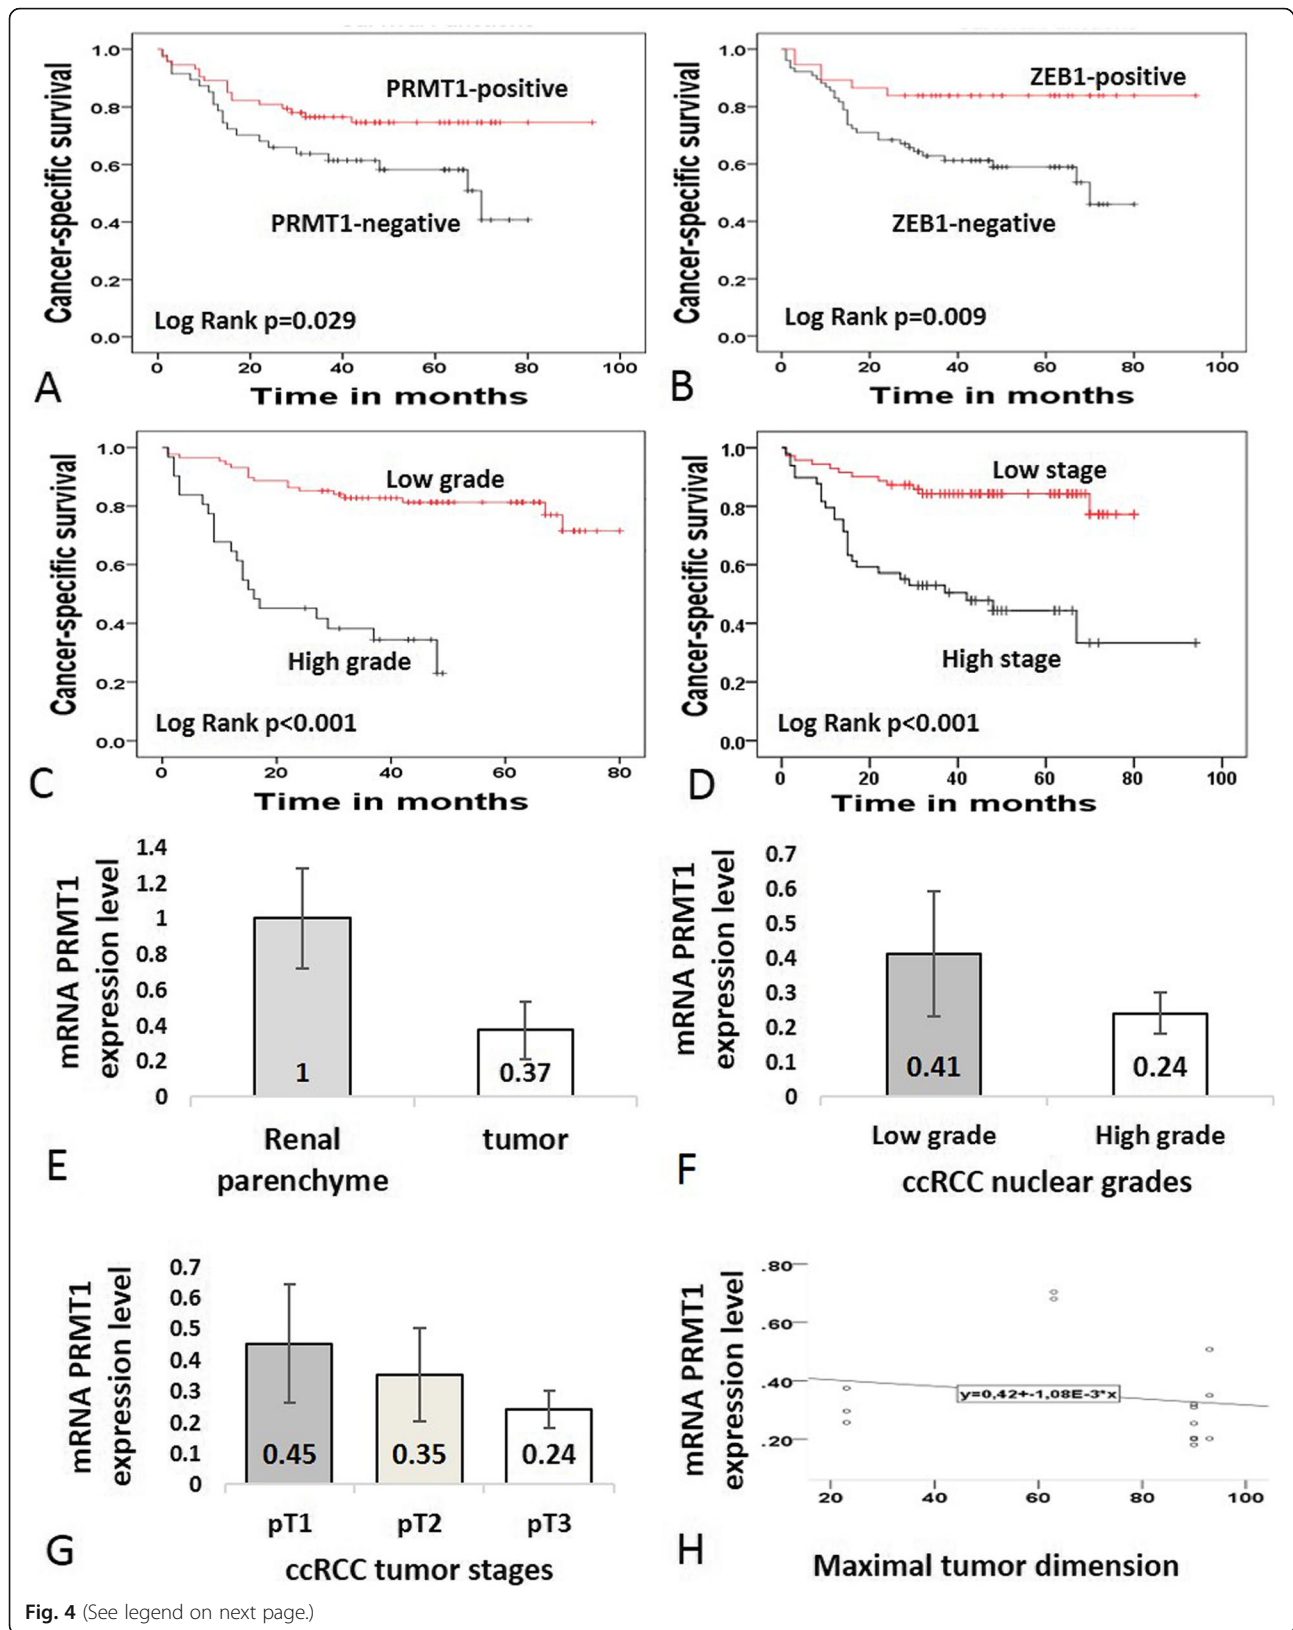 1.0
0.8
0.6
0.4
0.2
0.0
Cancer-specific survival
PRMT1-positive
PRMT1-negative
Log Rank p=0.029
0 20 40 60 80 100
Time in months
A
1.0
0.8
0.6
0.4
0.2
0.0
Cancer-specific survival
ZEB1-positive
ZEB1-negative
Log Rank p=0.009
0 20 40 60 80 100
Time in months
B
1.0
0.8
0.6
0.4
0.2
0.0
Cancer-specific survival
Low grade
High grade
Log Rank p<0.001
0 20 40 60 80
Time in months
C
1.0
0.8
0.6
0.4
0.2
0.0
Cancer-specific survival
Low stage
High stage
Log Rank p<0.001
0 20 40 60 80 100
Time in months
D
mRNA PRMT1
expression level
1.4
1.2
1
0.8
0.6
0.4
0.2
0
1
0.37
Renal
parenchyme
tumor
E
mRNA PRMT1
expression level
0.7
0.6
0.5
0.4
0.3
0.2
0.1
0
0.41
0.24
Low grade
High grade
ccRCC nuclear grades
F
mRNA PRMT1
expression level
0.7
0.6
0.5
0.4
0.3
0.2
0.1
0
0.45
0.35
0.24
pT1
pT2
pT3
ccRCC tumor stages
G
mRNA PRMT1
expression level
.80
.60
.40
.20
y=0,42+-1,08E-3*x
20 40 60 80 100
Maximal tumor dimension
H
Fig. 4 (See legend on next page.)